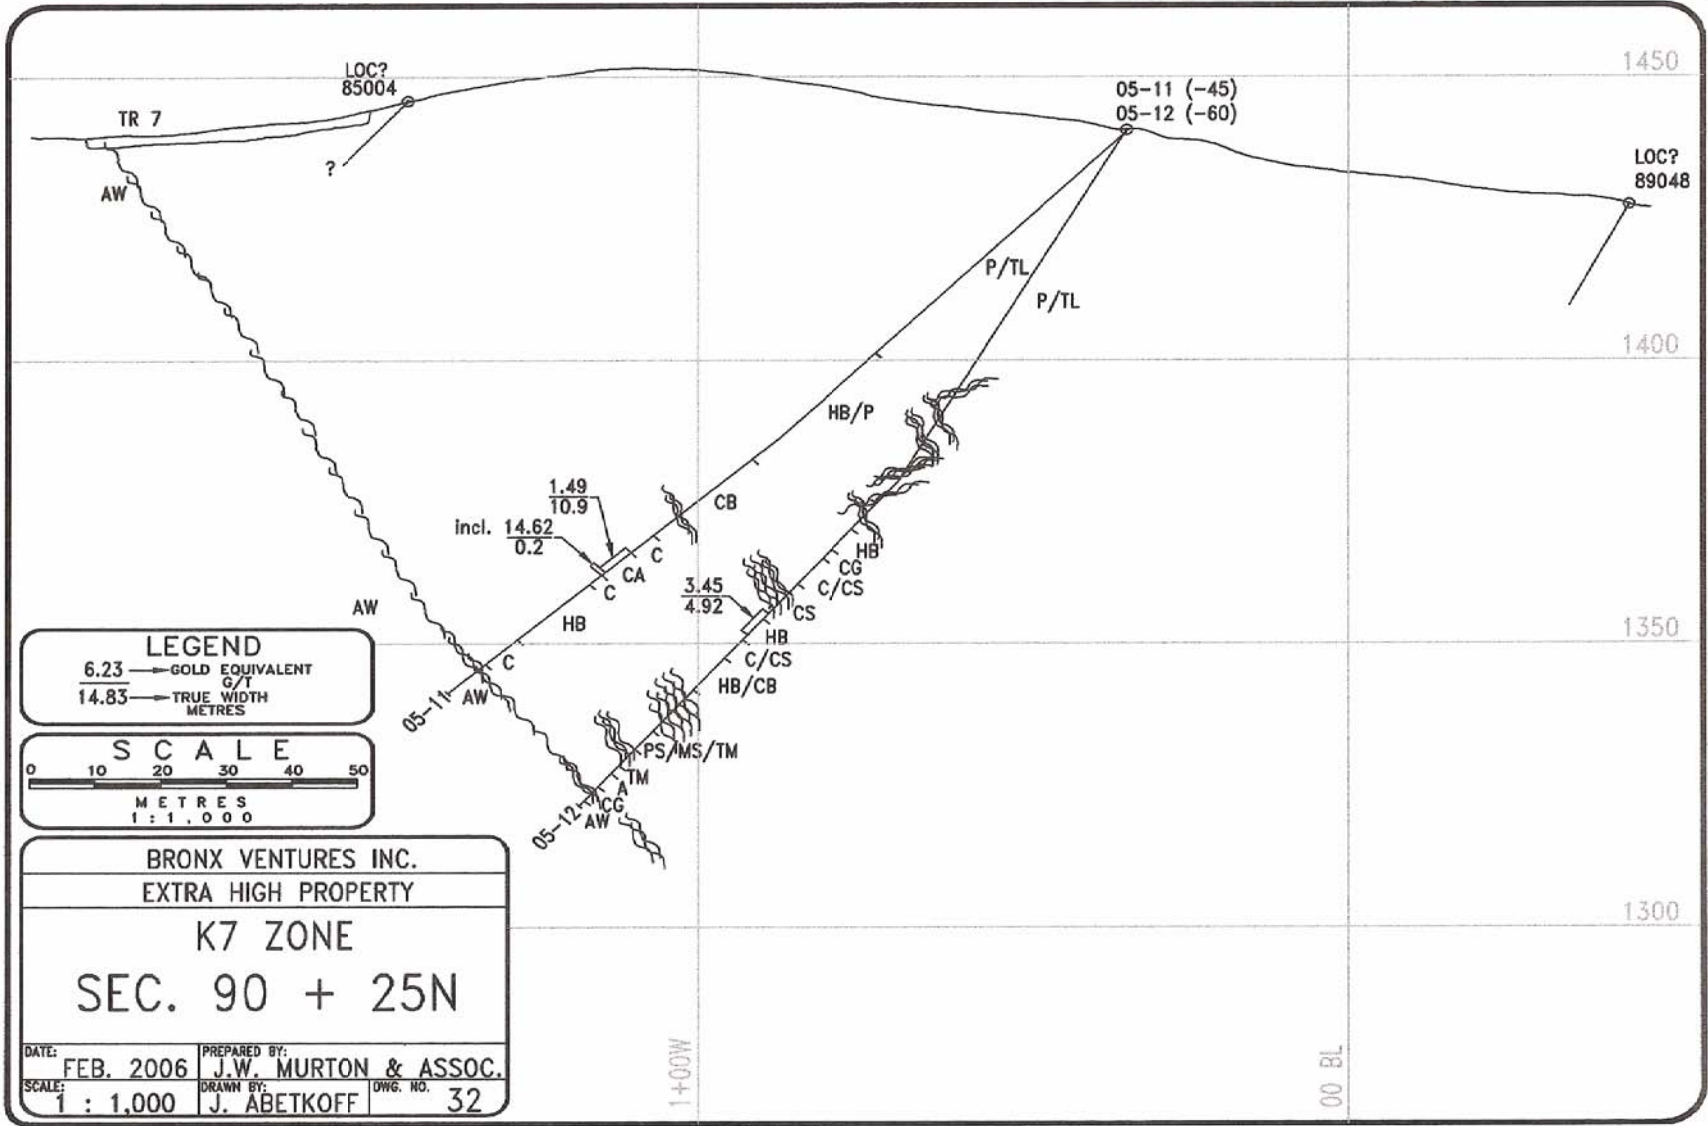 1450
LOC?
85004
TR 7
?
AW
05-11 (-45)
05-12 (-60)
LOC?
89048
P/TL
P/TL
1400
HB/P
CB
1.49
10.9
incl. 14.62
0.2
C
CA
C
HB
C
AW
AW
05-11
HB
CG
C/CS
CS
3.45
4.92
HB
C/CS
HB/CB
PS/MS/TM
TM
A
CG
AW
05-12
1350
1300
1+00W
00 BL
LEGEND
6.23 GOLD EQUIVALENT
G/T
14.83 TRUE WIDTH
METRES
SCALE
0 10 20 30 40 50
METRES
1:1,000
BRONX VENTURES INC.
EXTRA HIGH PROPERTY
K7 ZONE
SEC. 90 + 25N
DATE: FEB. 2006
PREPARED BY: J.W. MURTON & ASSOC.
SCALE: 1 : 1,000
DRAWN BY: J. ABETKOFF
DWG. NO. 32